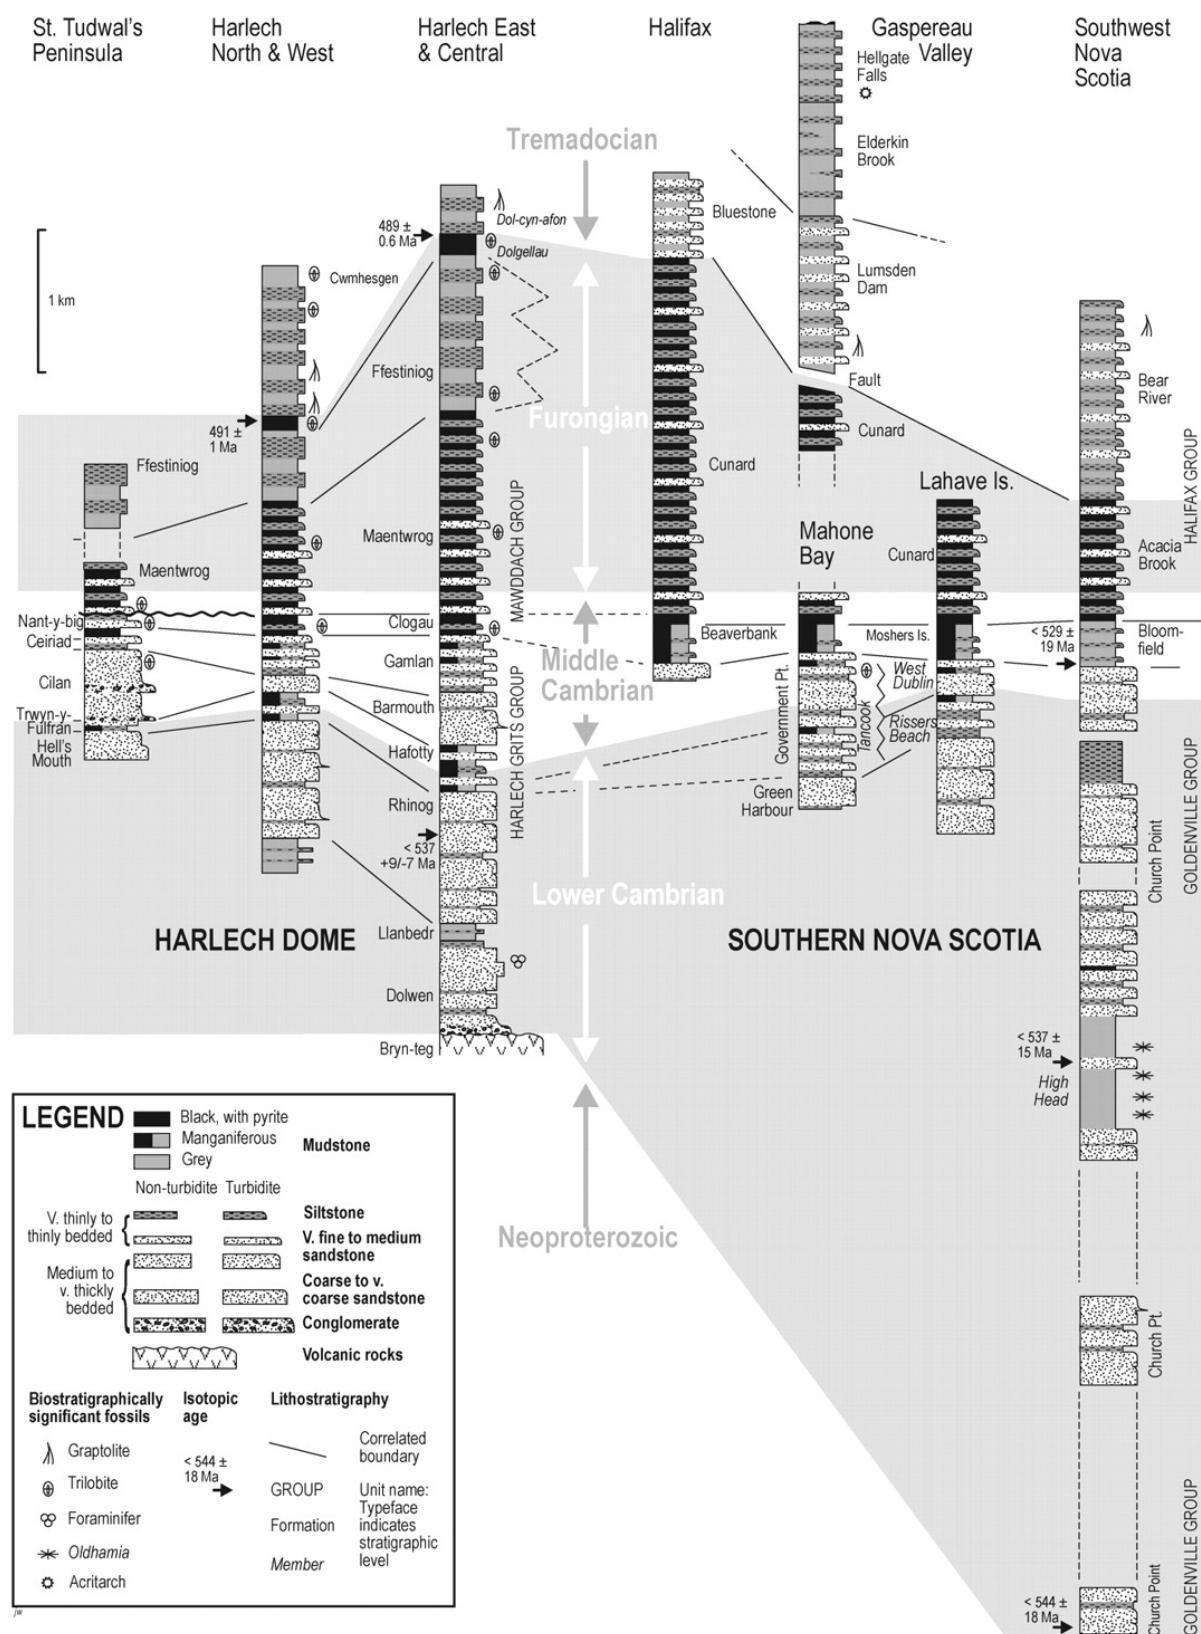 St. Tudwal's
Peninsula
Harlech
North & West
Harlech East
& Central
Halifax
Gaspereau
Valley
Southwest
Nova
Scotia
Hellgate
Falls
Elderkin
Brook
Tremadocian
Bluestone
489 ±
0.6 Ma
Dol-cyn-afon
Dolgellau
1 km
Cwmhesgen
Lumsden
Dam
Ffestiniog
Fault
Bear
River
491 ±
1 Ma
Furongian
Cunard
Ffestiniog
Cunard
Lahave Is.
HALIFAX GROUP
Maentwrog
MAWDDACH GROUP
Mahone
Bay
Cunard
Acacia
Brook
Maentwrog
Nant-y-big
Ceiriad
Clogau
Beaverbank
Moshers Is.
< 529 ±
19 Ma
Bloom-
field
Gamlan
Middle
Cambrian
West
Dublin
Cilan
Barmouth
HARLECH GRITS GROUP
Government Pt.
Tancook
Rissers
Beach
Trwyn-y-
Fulfran
Hell's
Mouth
Hafotty
Rhinog
Green
Harbour
GOLDENVILLE GROUP
< 537
+9/-7 Ma
Church Point
Lower Cambrian
Llanbedr
HARLECH DOME
SOUTHERN NOVA SCOTIA
Dolwen
Bryn-teg
< 537 ±
15 Ma
High
Head
LEGEND
Black, with pyrite
Manganiferous
Grey
Mudstone
Non-turbidite
Turbidite
V. thinly to
thinly bedded
Siltstone
V. fine to medium
sandstone
Medium to
v. thickly
bedded
Coarse to v.
coarse sandstone
Conglomerate
Volcanic rocks
Neoproterozoic
Church Pt.
Biostratigraphically
significant fossils
Isotopic
age
Lithostratigraphy
Graptolite
Trilobite
Foraminifer
Oldhamia
Acritarch
< 544 ±
18 Ma
Correlated
boundary
GROUP
Formation
Member
Unit name:
Typeface
indicates
stratigraphic
level
GOLDENVILLE GROUP
Church Point
< 544 ±
18 Ma
jw